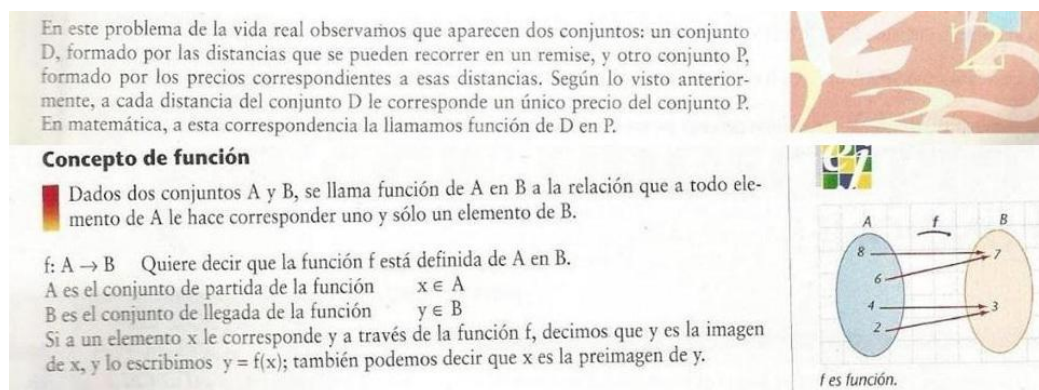 En este problema de la vida real observamos que aparecen dos conjuntos: un conjunto
D, formado por las distancias que se pueden recorrer en un remise, y otro conjunto P,
formado por los precios correspondientes a esas distancias. Según lo visto anterior-
mente, a cada distancia del conjunto D le corresponde un único precio del conjunto P.
En matemática, a esta correspondencia la llamamos función de D en P.
Concepto de función
Dados dos conjuntos A y B, se llama función de A en B a la relación que a todo ele-
mento de A le hace corresponder uno y sólo un elemento de B.
f: A → B Quiere decir que la función f está definida de A en B.
A es el conjunto de partida de la función x ∈ A
B es el conjunto de llegada de la función y ∈ B
Si a un elemento x le corresponde y a través de la función f, decimos que y es la imagen
de x, y lo escribimos y = f(x); también podemos decir que x es la preimagen de y.
2
A f B
8 7
6
4 3
2
f es función.